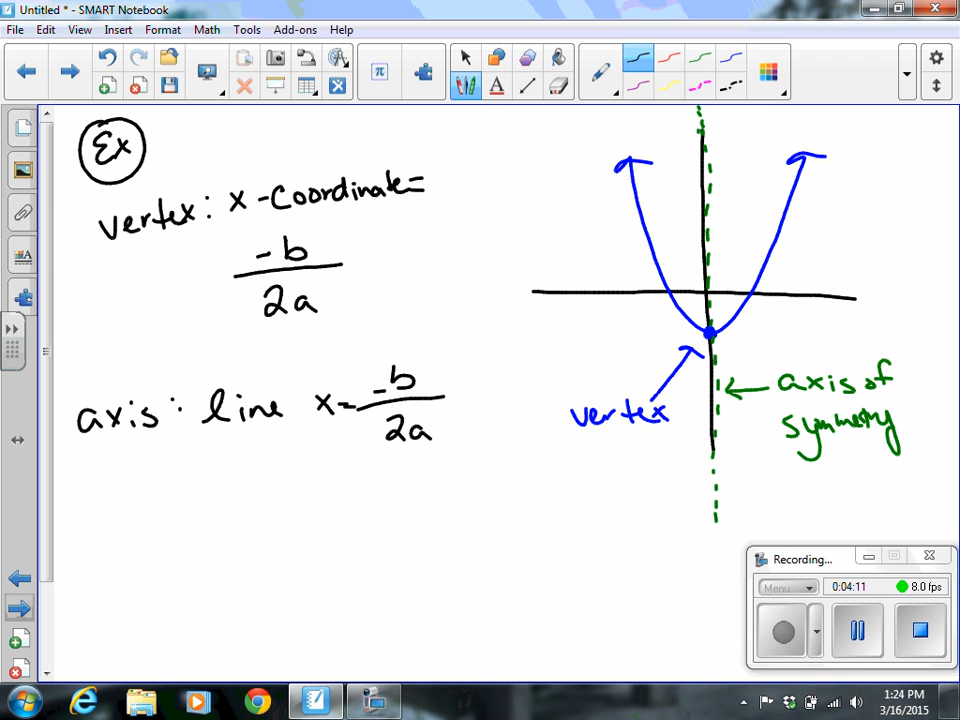 Untitled * - SMART Notebook
File Edit View Insert Format Math Tools Add-ons Help
Ex
vertex: x-coordinate=
-b
2a
axis: line x= -b
2a
vertex
axis of
symmetry
Recording...
Menu
0:04:11
8.0 fps
1:24 PM
3/16/2015